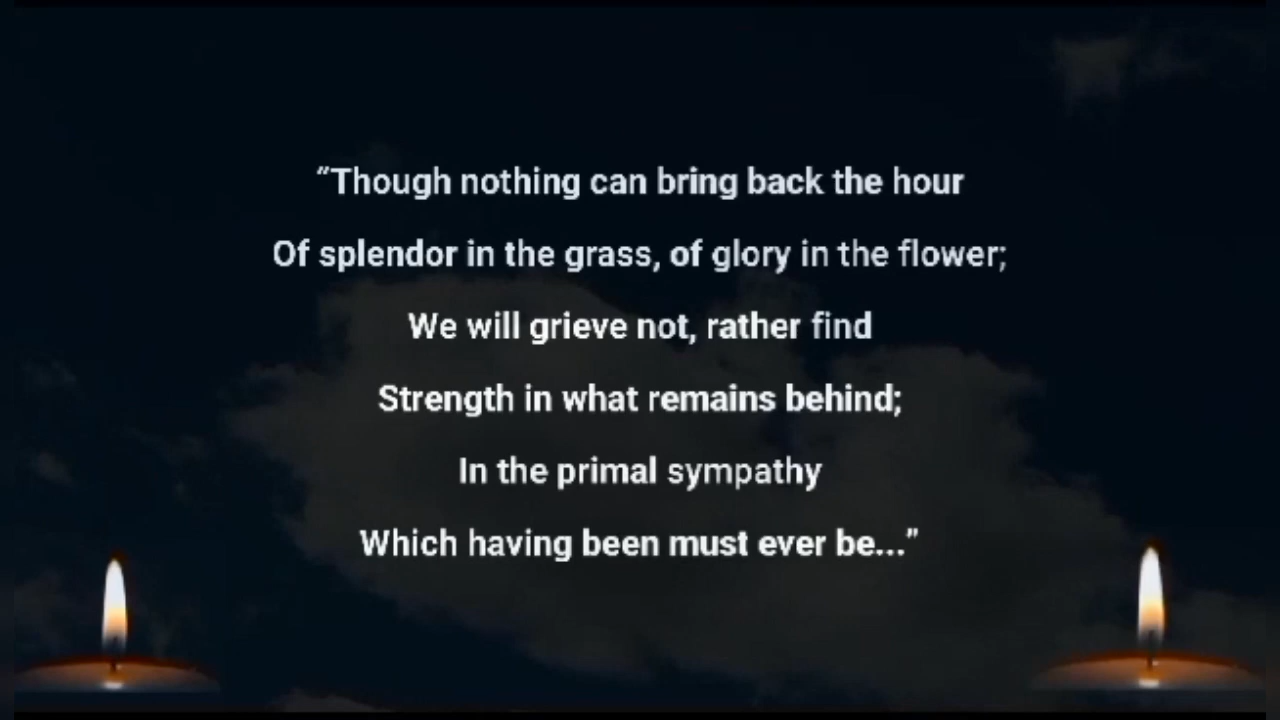 “Though nothing can bring back the hour
Of splendor in the grass, of glory in the flower;
We will grieve not, rather find
Strength in what remains behind;
In the primal sympathy
Which having been must ever be...”